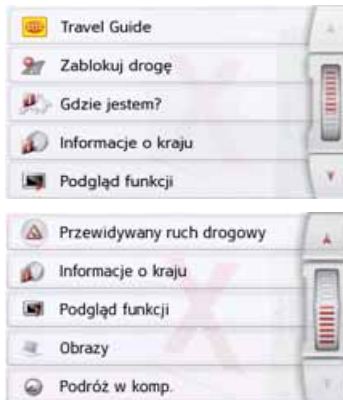 Travel Guide
Zablokuj drogę
Gdzie jestem?
Informacje o kraju
Podgląd funkcji
Przewidywany ruch drogowy
Informacje o kraju
Podgląd funkcji
Obrazy
Podróż w komp.